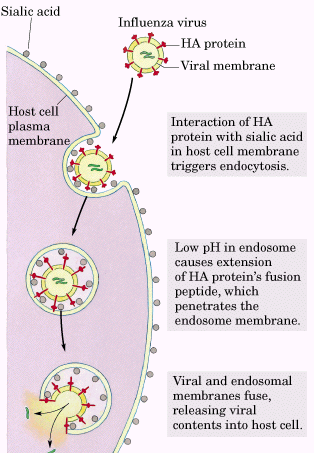 Sialic acid
Influenza virus
HA protein
Viral membrane
Host cell
plasma
membrane
Interaction of HA
protein with sialic acid
in host cell membrane
triggers endocytosis.
Low pH in endosome
causes extension
of HA protein's fusion
peptide, which
penetrates the
endosome membrane.
Viral and endosomal
membranes fuse,
releasing viral
contents into host cell.